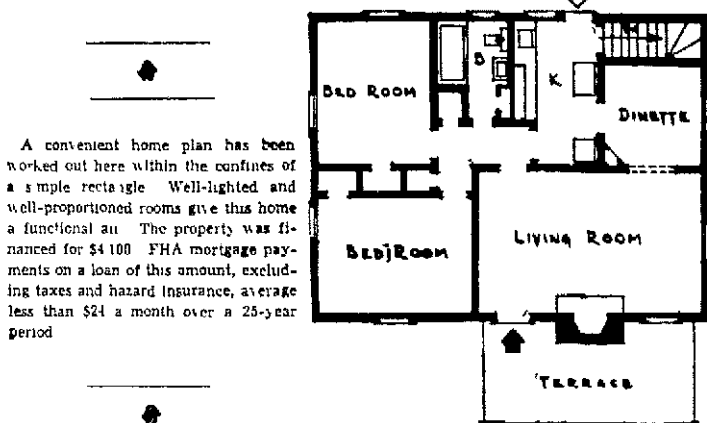 A convenient home plan has been
worked out here within the confines of
a simple rectangle Well-lighted and
well-proportioned rooms give this home
a functional air The property was fi-
nanced for $4 100 FHA mortgage pay-
ments on a loan of this amount, exclud-
ing taxes and hazard insurance, average
less than $24 a month over a 25-year
period
BED ROOM
B
K
DINETTE
BED ROOM
LIVING ROOM
TERRACE